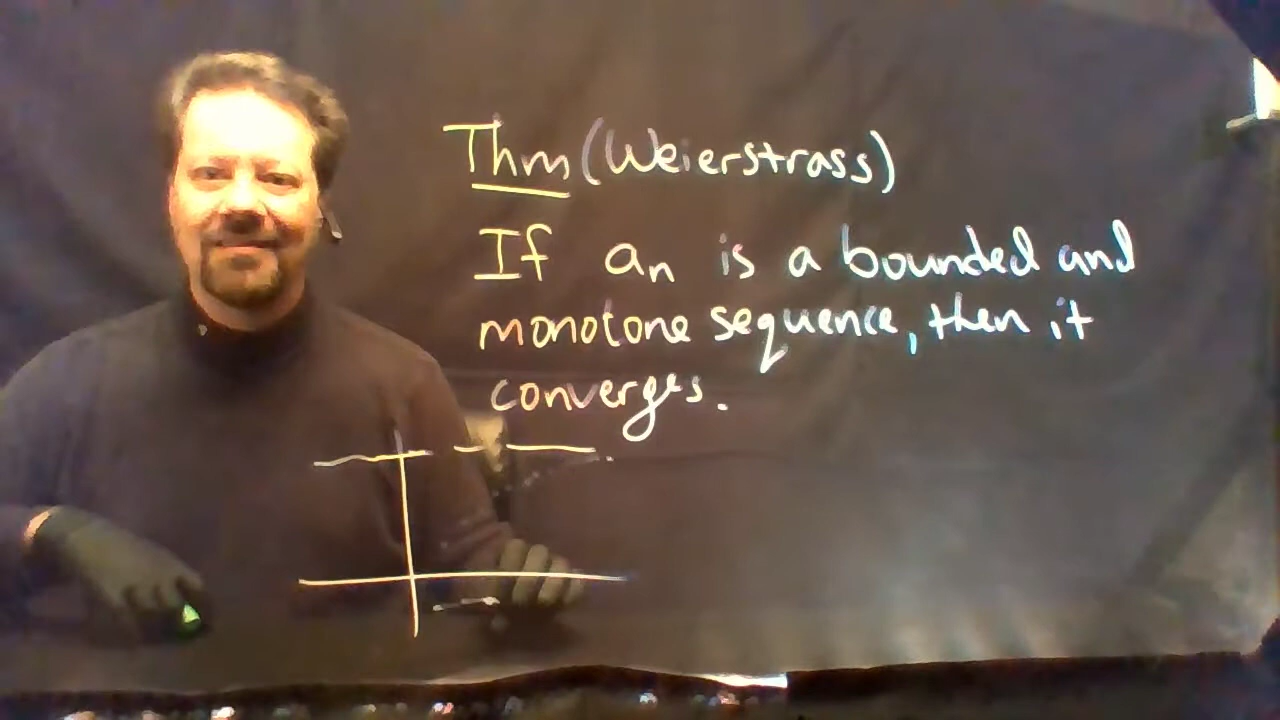 Thm (Weierstrass)
If an is a bounded and
monotone sequence, then it
converges.